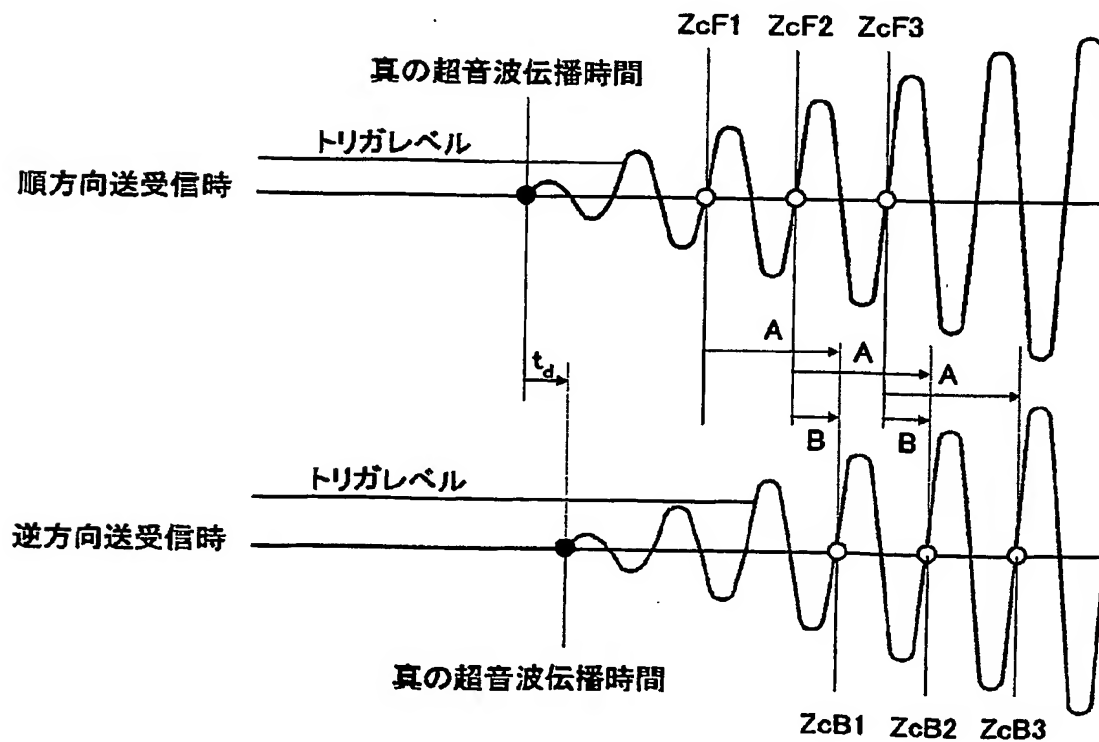 ZcF1 ZcF2 ZcF3
真の超音波伝播時間
トリガレベル
順方向送受信時
A
A
A
td
B
B
トリガレベル
逆方向送受信時
真の超音波伝播時間
ZcB1 ZcB2 ZcB3